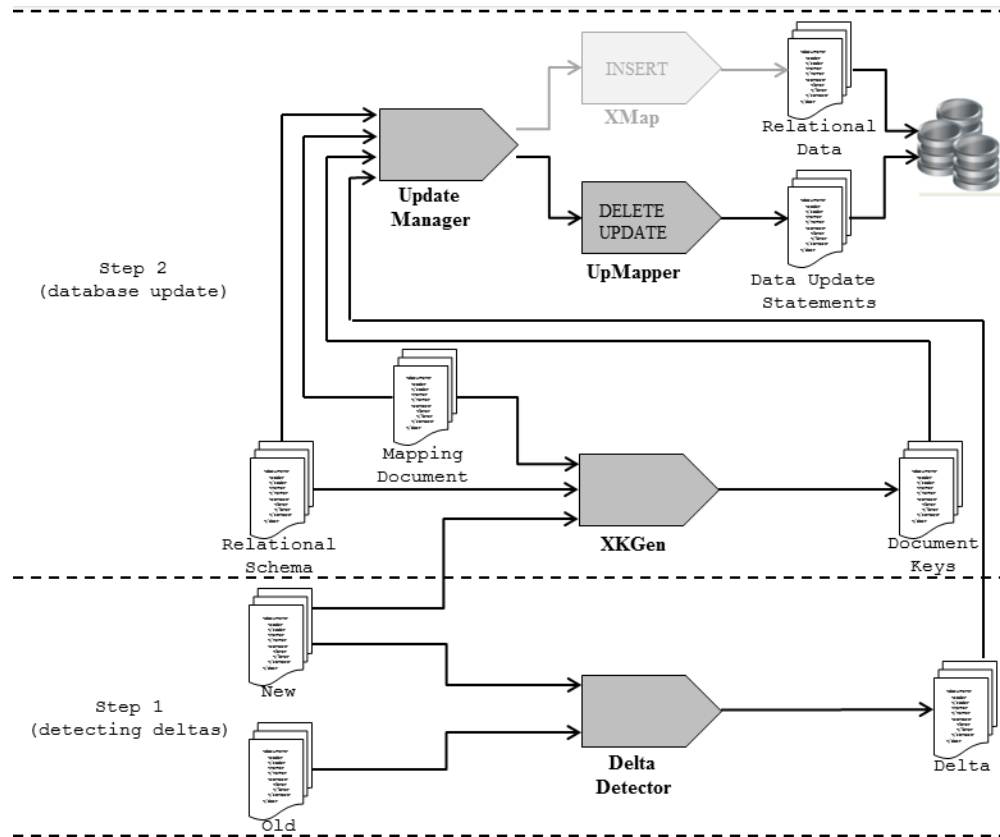 INSERT
XMap
Relational
Data
Update
Manager
DELETE
UPDATE
UpMapper
Data Update
Statements
Step 2
(database update)
Mapping
Document
Relational
Schema
XKGen
Document
Keys
New
Step 1
(detecting deltas)
Old
Delta
Detector
Delta